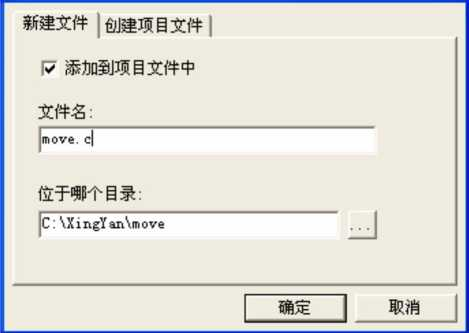 新建文件 创建项目文件
添加到项目文件中
文件名:
move.c
位于哪个目录:
C:\XingYan\move
...
确定 取消